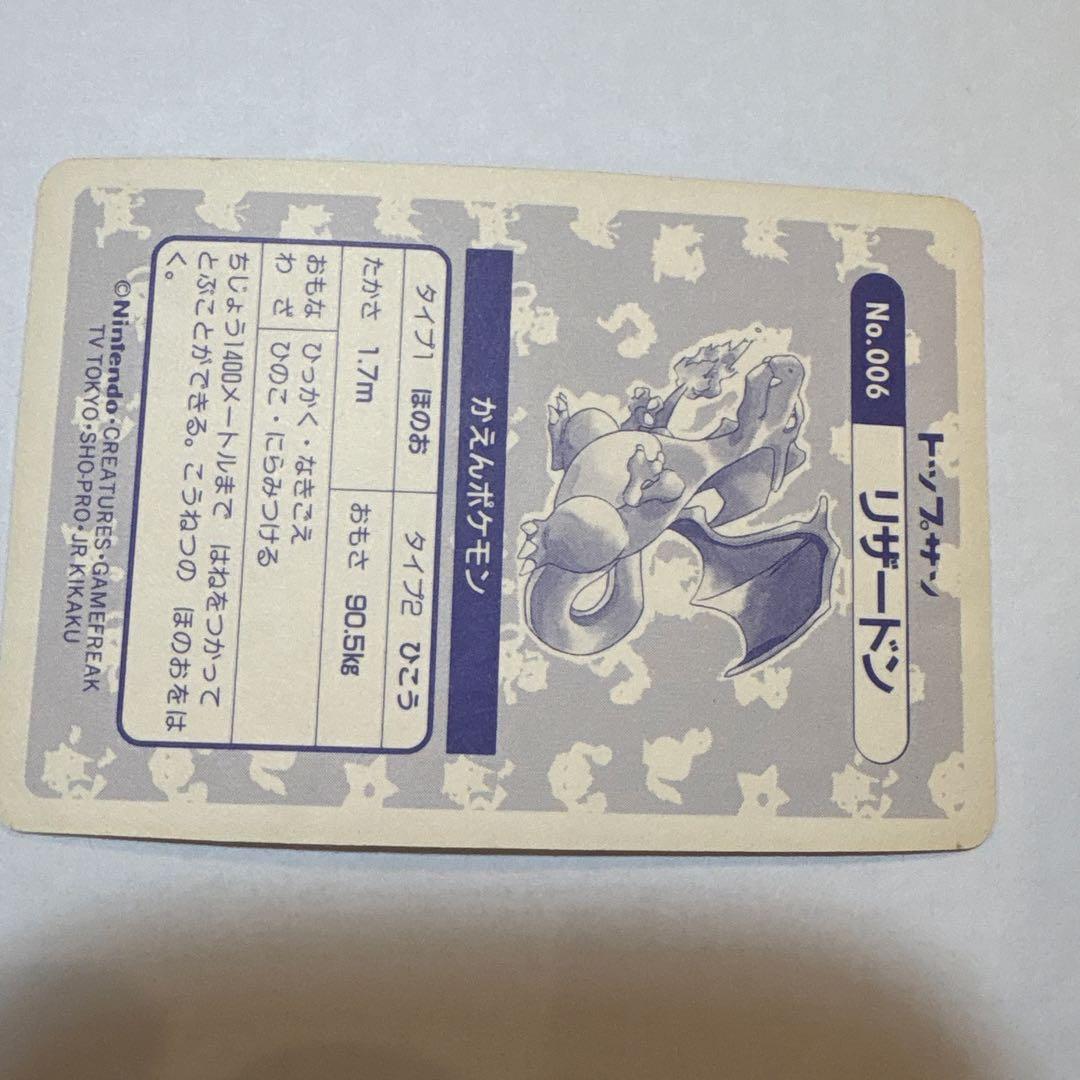 トップサン
No.006 リザードン
かえんポケモン
タイプ1 ほのお タイプ2 ひこう
たかさ 1.7m おもさ 90.5kg
おもな ひっかく・なきごえ
わざ ひのこ・にらみつける
ちじょう1400メートルまで はねをつかって
とぶことができる。こうねつの ほのおをは
く。
©Nintendo・CREATURES・GAMEFREAK
TV TOKYO・SHO-PRO・JR KIKAKU